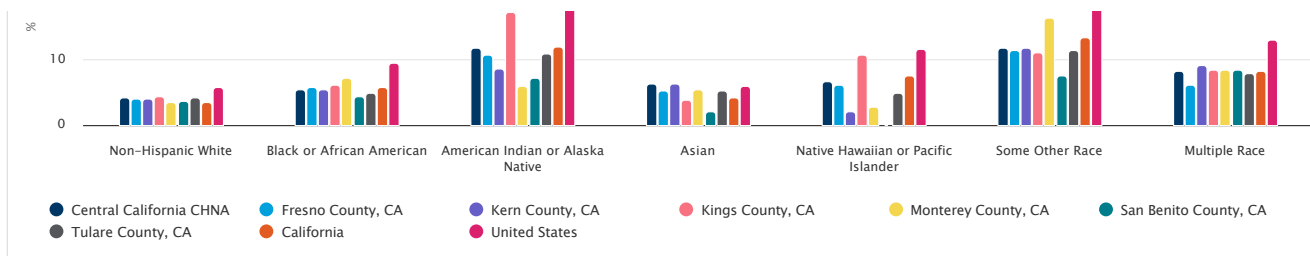 %
10
0
Non-Hispanic White
Black or African American
American Indian or Alaska
Native
Asian
Native Hawaiian or Pacific
Islander
Some Other Race
Multiple Race
Central California CHNA
Fresno County, CA
Kern County, CA
Kings County, CA
Monterey County, CA
San Benito County, CA
Tulare County, CA
California
United States